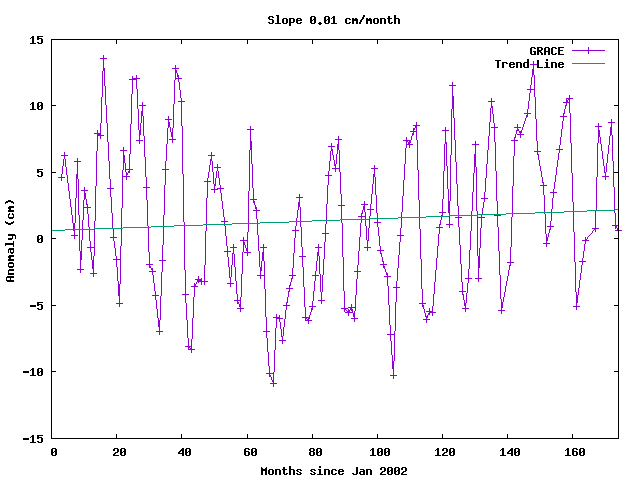 Slope 0.01 cm/month
GRACE
Trend Line
15
10
5
0
-5
-10
-15
Anomaly (cm)
0 20 40 60 80 100 120 140 160
Months since Jan 2002